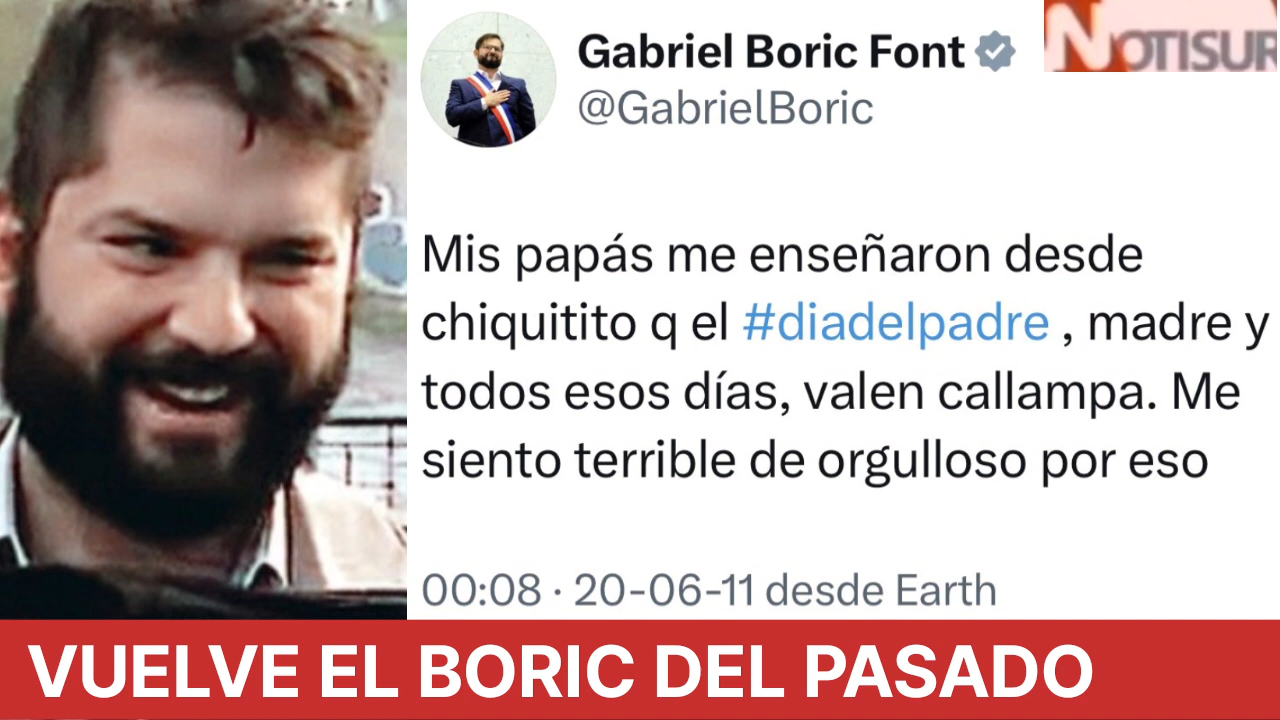 Gabriel Boric Font
NOTISUR
@GabrielBoric
Mis papás me enseñaron desde
chiquitito q el #diadelpadre , madre y
todos esos días, valen callampa. Me
siento terrible de orgulloso por eso
00:08 · 20-06-11 desde Earth
VUELVE EL BORIC DEL PASADO